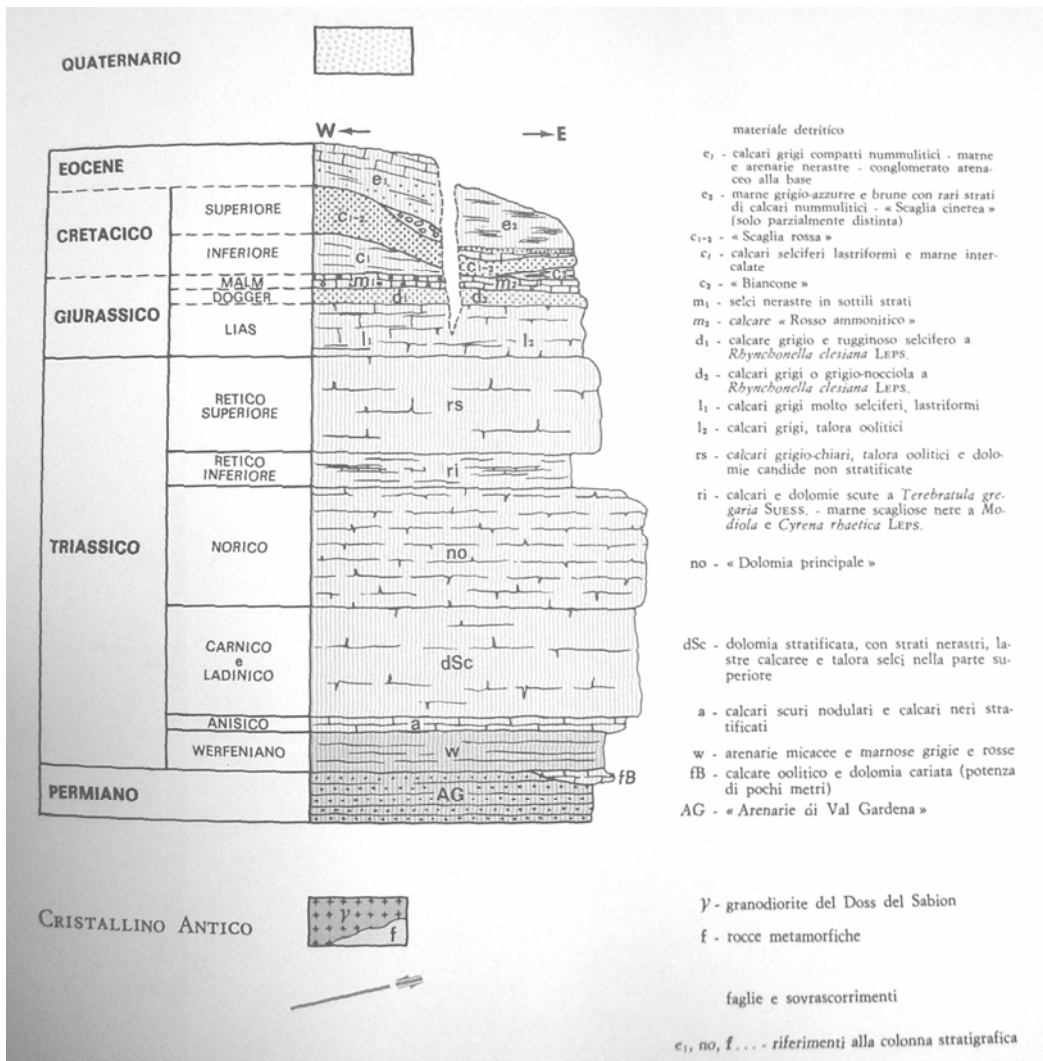 QUATERNARIO
W
E
EOCENE
CRETACICO
SUPERIORE
INFERIORE
GIURASSICO
MALM
DOGGER
LIAS
TRIASSICO
RETICO
SUPERIORE
RETICO
INFERIORE
NORICO
CARNICO
e
LADINICO
ANISICO
WERFENIANO
PERMIANO
e₁
c₁₋₂
c₁
m₁
d₁
l₁
e₂
c₁₋₂
c₂
m₂
d₂
l₂
rs
ri
no
dSc
a
w
fB
AG
materiale detritico
e₁ - calcari grigi compatti nummulitici - marne
e arenarie nerastre - conglomerato arena-
ceo alla base
e₂ - marne grigio-azzurre e brune con rari strati
di calcari nummulitici - « Scaglia cinerea »
(solo parzialmente distinta)
c₁₋₂ - « Scaglia rossa »
c₁ - calcari selciferi lastriformi e marne inter-
calate
c₂ - « Biancone »
m₁ - selci nerastre in sottili strati
m₂ - calcare « Rosso ammonitico »
d₁ - calcare grigio e rugginoso selcifero a
Rhynchonella clesiana LEPS.
d₂ - calcari grigi o grigio-nocciola a
Rhynchonella clesiana LEPS.
l₁ - calcari grigi molto selciferi, lastriformi
l₂ - calcari grigi, talora oolitici
rs - calcari grigio-chiari, talora oolitici e dolo-
mie candide non stratificate
ri - calcari e dolomie scure a Terebratula gre-
garia SUESS. - marne scagliose nere a Mo-
diola e Cyrena rhaetica LEPS.
no - « Dolomia principale »
dSc - dolomia stratificata, con strati nerastri, la-
stre calcaree e talora selci nella parte su-
periore
a - calcari scuri nodulari e calcari neri stra-
tificati
w - arenarie micacee e marnose grigie e rosse
fB - calcare oolitico e dolomia cariata (potenza
di pochi metri)
AG - « Arenarie di Val Gardena »
CRISTALLINO ANTICO
γ
f
γ - granodiorite del Doss del Sabion
f - rocce metamorfiche
faglie e sovrascorrimenti
e₁, no, f... - riferimenti alla colonna stratigrafica